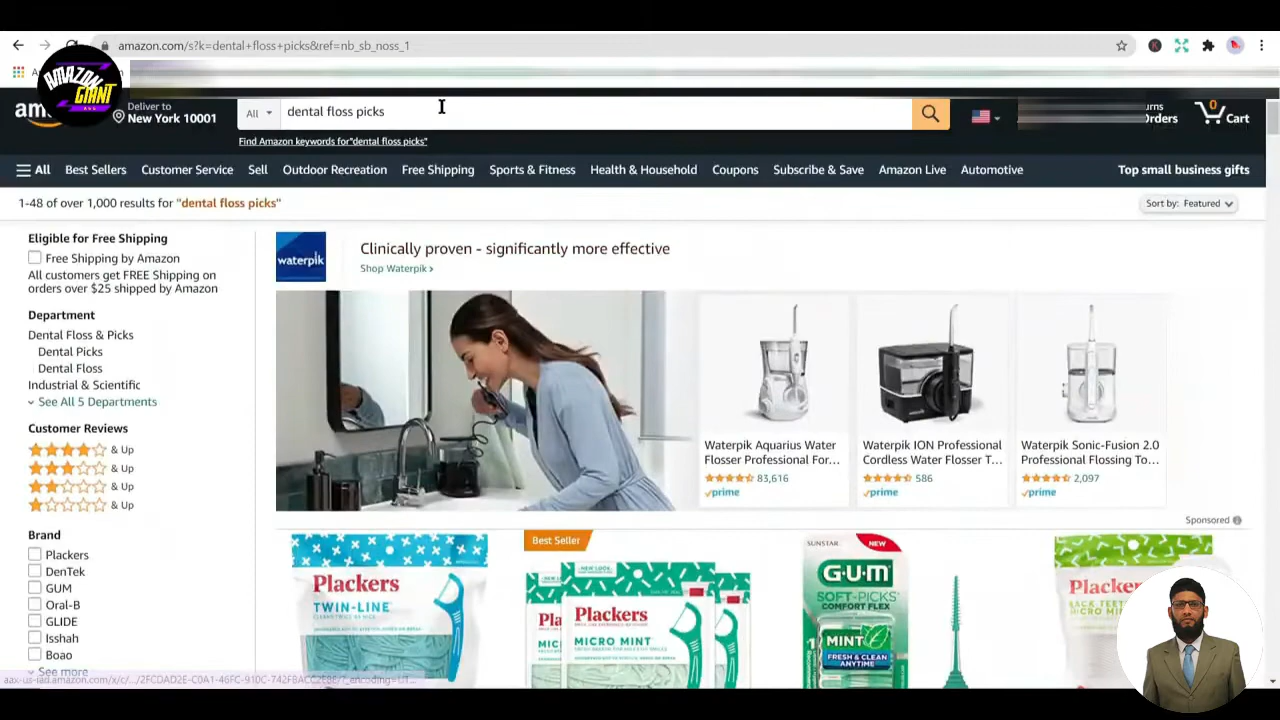 amazon.com/s?k=dental+floss+picks&ref=nb_sb_noss_1
AMAZON
GIANT
Deliver to
New York 10001
All
dental floss picks
Find Amazon keywords for"dental floss picks"
Orders
0
Cart
All
Best Sellers
Customer Service
Sell
Outdoor Recreation
Free Shipping
Sports & Fitness
Health & Household
Coupons
Subscribe & Save
Amazon Live
Automotive
Top small business gifts
1-48 of over 1,000 results for "dental floss picks"
Sort by: Featured
Eligible for Free Shipping
Free Shipping by Amazon
All customers get FREE Shipping on
orders over $25 shipped by Amazon
Department
Dental Floss & Picks
Dental Picks
Dental Floss
Industrial & Scientific
See All 5 Departments
Customer Reviews
& Up
& Up
& Up
& Up
Brand
Plackers
DenTek
GUM
Oral-B
GLIDE
Isshah
Boao
See more
waterpik
Clinically proven - significantly more effective
Shop Waterpik ›
Waterpik Aquarius Water
Flosser Professional For...
83,616
prime
Waterpik ION Professional
Cordless Water Flosser T...
586
prime
Waterpik Sonic-Fusion 2.0
Professional Flossing To...
2,097
prime
Sponsored
Plackers
TWIN-LINE
Best Seller
NEW LOOK
Plackers
MICRO MINT
SUNSTAR
NEW
G·U·M
SOFT-PICKS
COMFORT FLEX
MINT
FRESH & CLEAN
ANYTIME